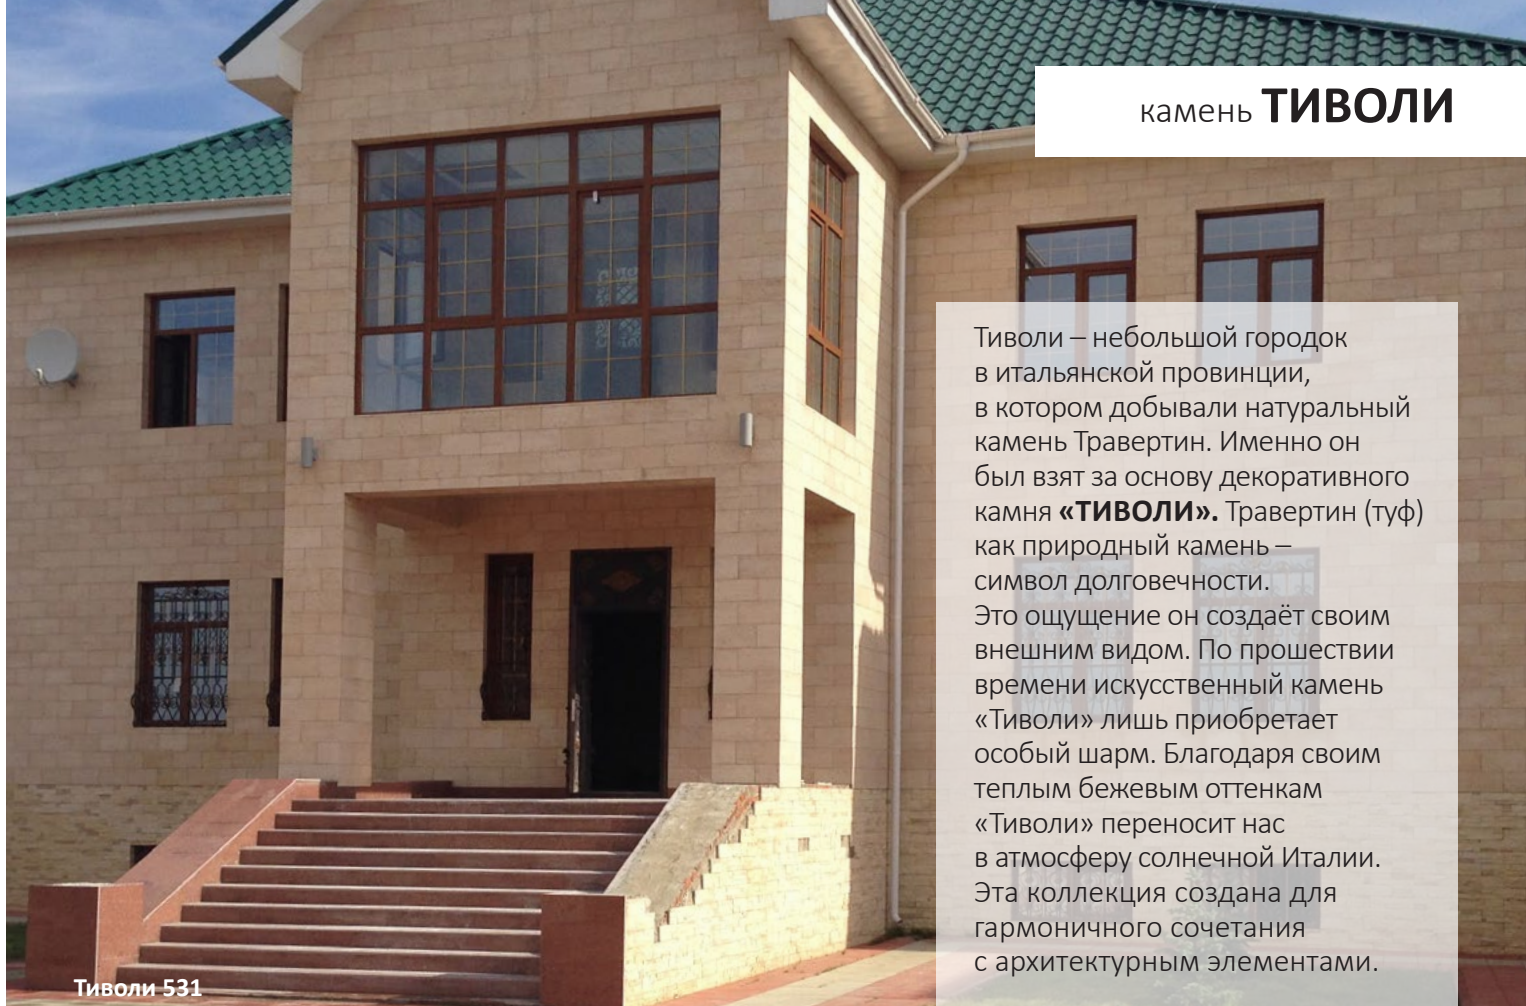 камень ТИВОЛИ
Тиволи – небольшой городок
в итальянской провинции,
в котором добывали натуральный
камень Травертин. Именно он
был взят за основу декоративного
камня «ТИВОЛИ». Травертин (туф)
как природный камень –
символ долговечности.
Это ощущение он создаёт своим
внешним видом. По прошествии
времени искусственный камень
«Тиволи» лишь приобретает
особый шарм. Благодаря своим
теплым бежевым оттенкам
«Тиволи» переносит нас
в атмосферу солнечной Италии.
Эта коллекция создана для
гармоничного сочетания
с архитектурным элементами.
Тиволи 531